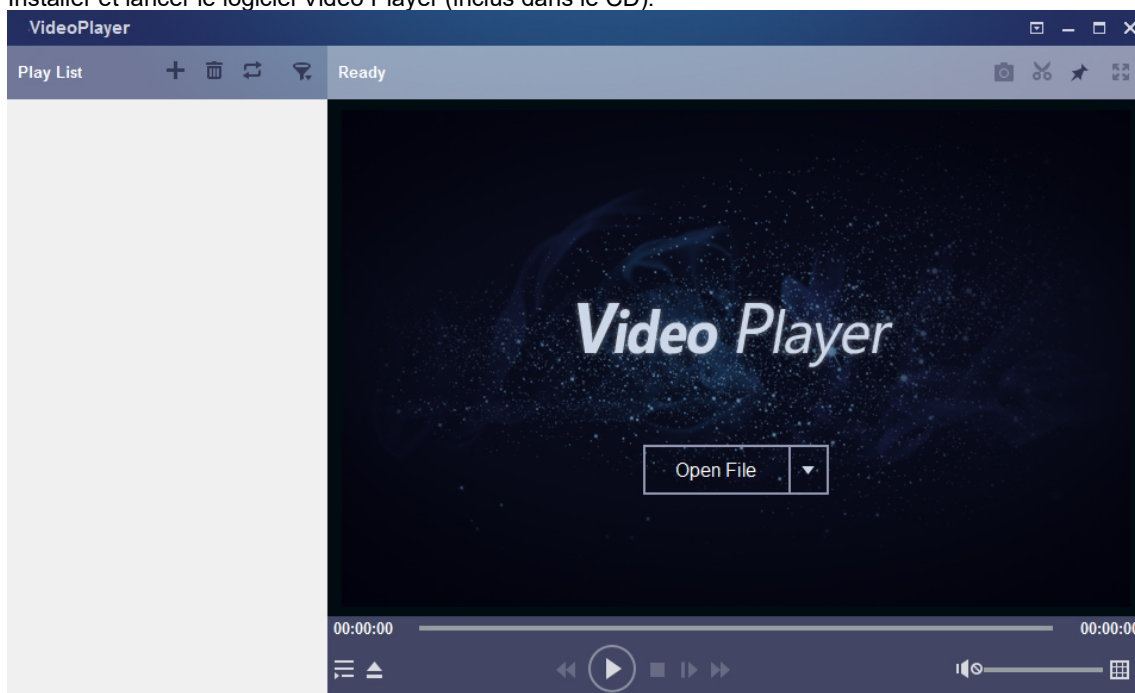 Installer et lancer le logiciel Video Player (inclus dans le CD).
VideoPlayer
Play List
Ready
Video Player
Open File
00:00:00
00:00:00